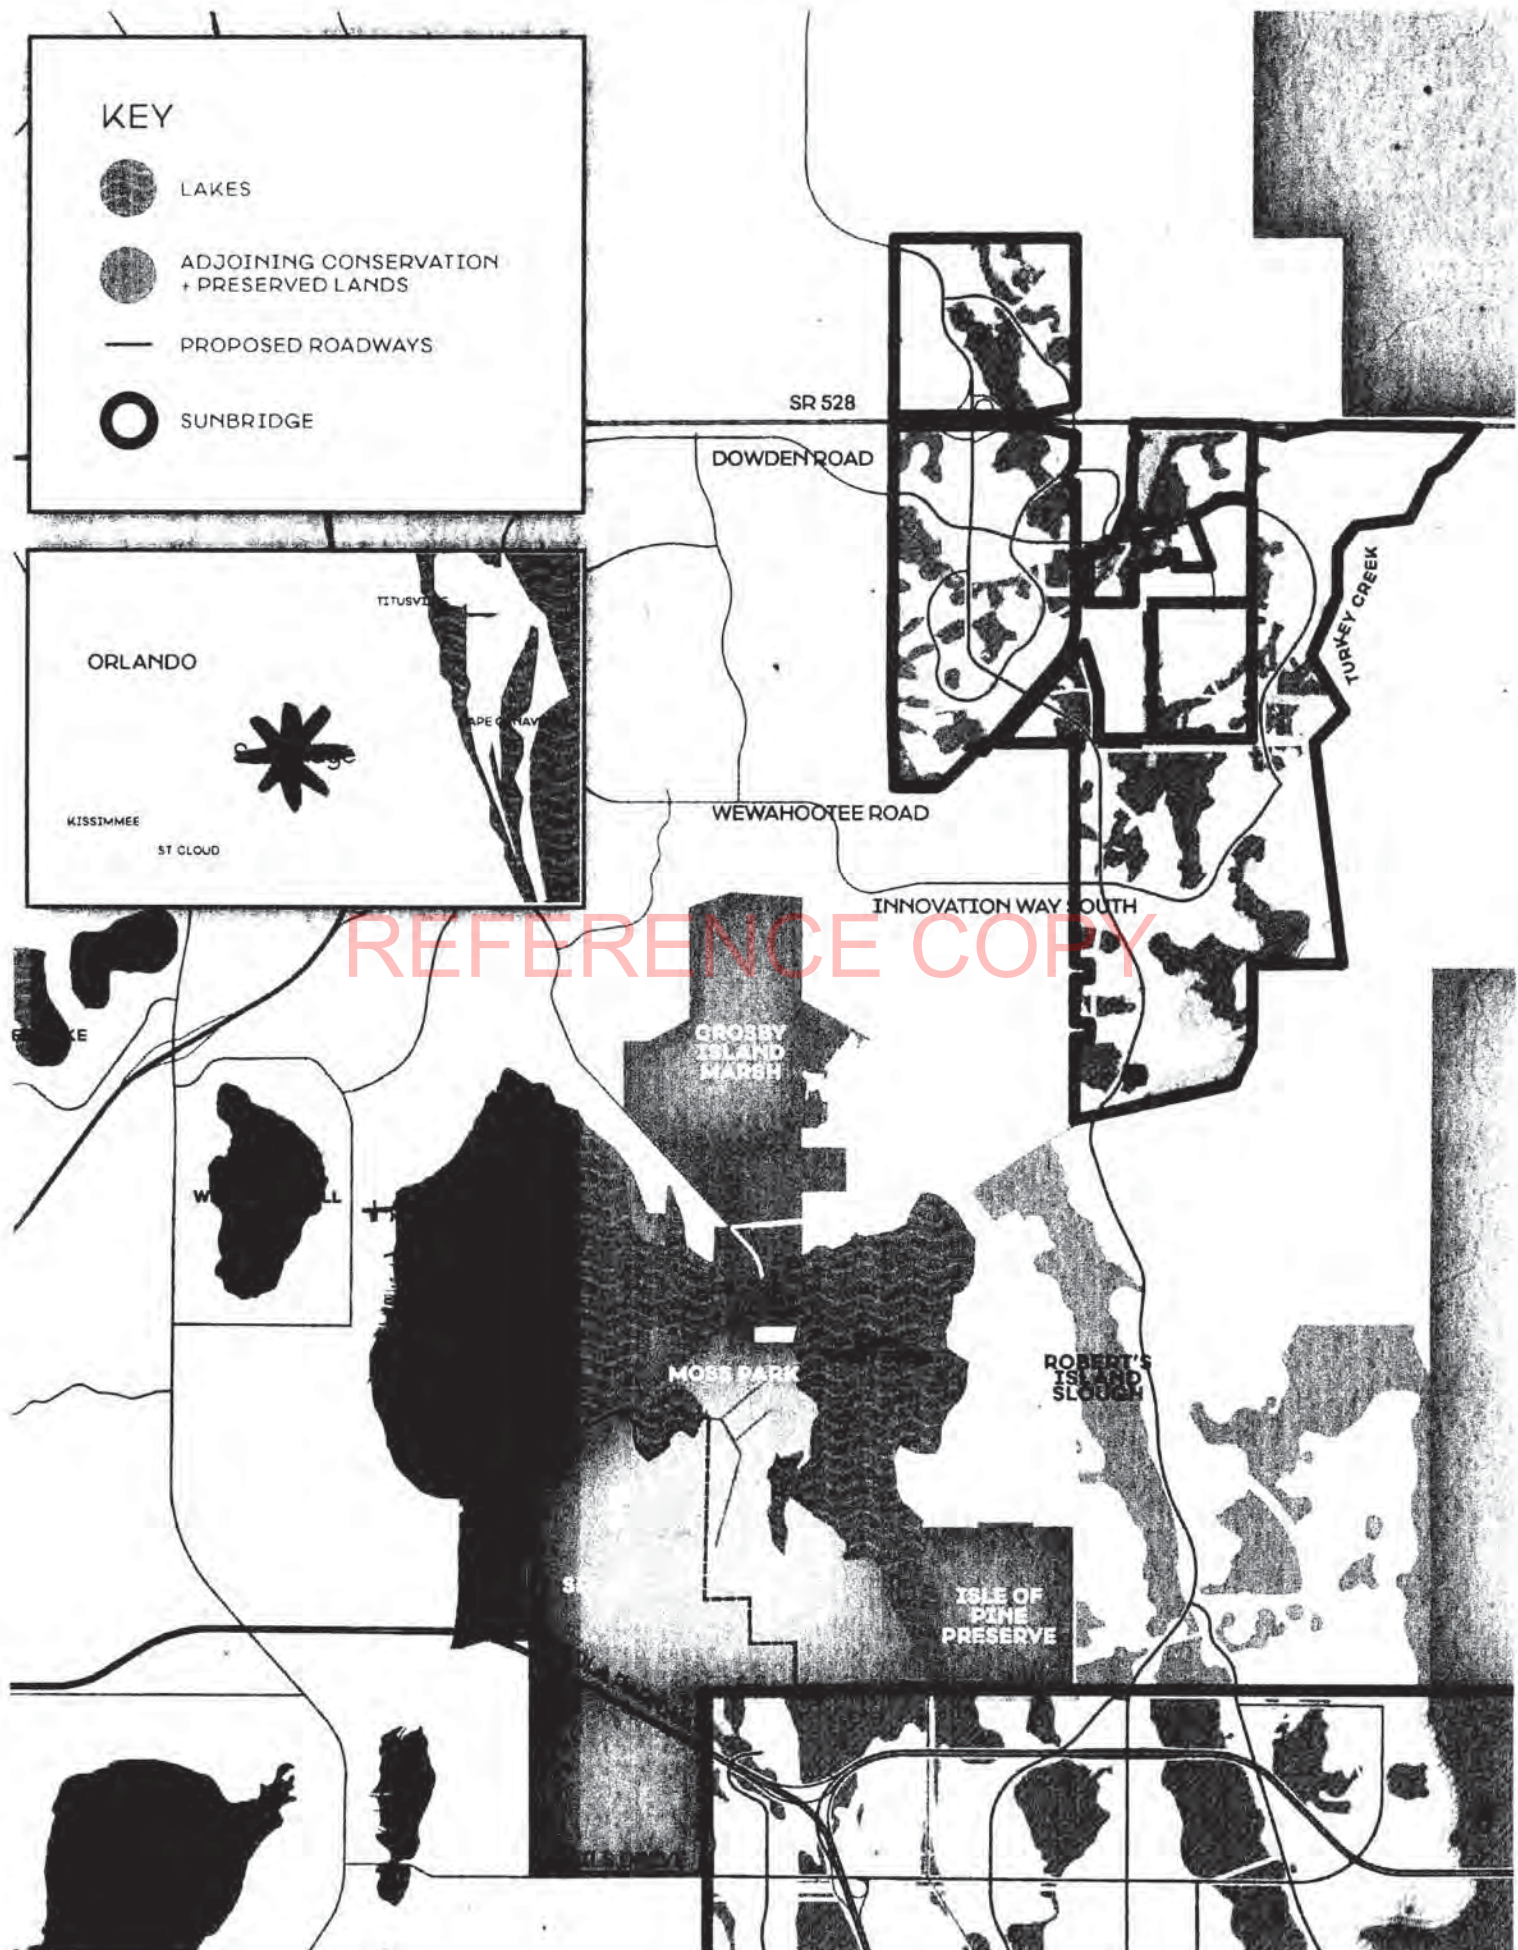 KEY
LAKES
ADJOINING CONSERVATION
+ PRESERVED LANDS
PROPOSED ROADWAYS
SUNBRIDGE
ORLANDO
KISSIMMEE
ST CLOUD
SR 528
DOWDEN ROAD
TURKEY CREEK
WEWAHOOTEE ROAD
INNOVATION WAY SOUTH
REFERENCE COPY
CROSBY
ISLAND
MARSH
MOSS PARK
ROBERT'S
ISLAND
SLOUGH
ISLE OF
PINE
PRESERVE